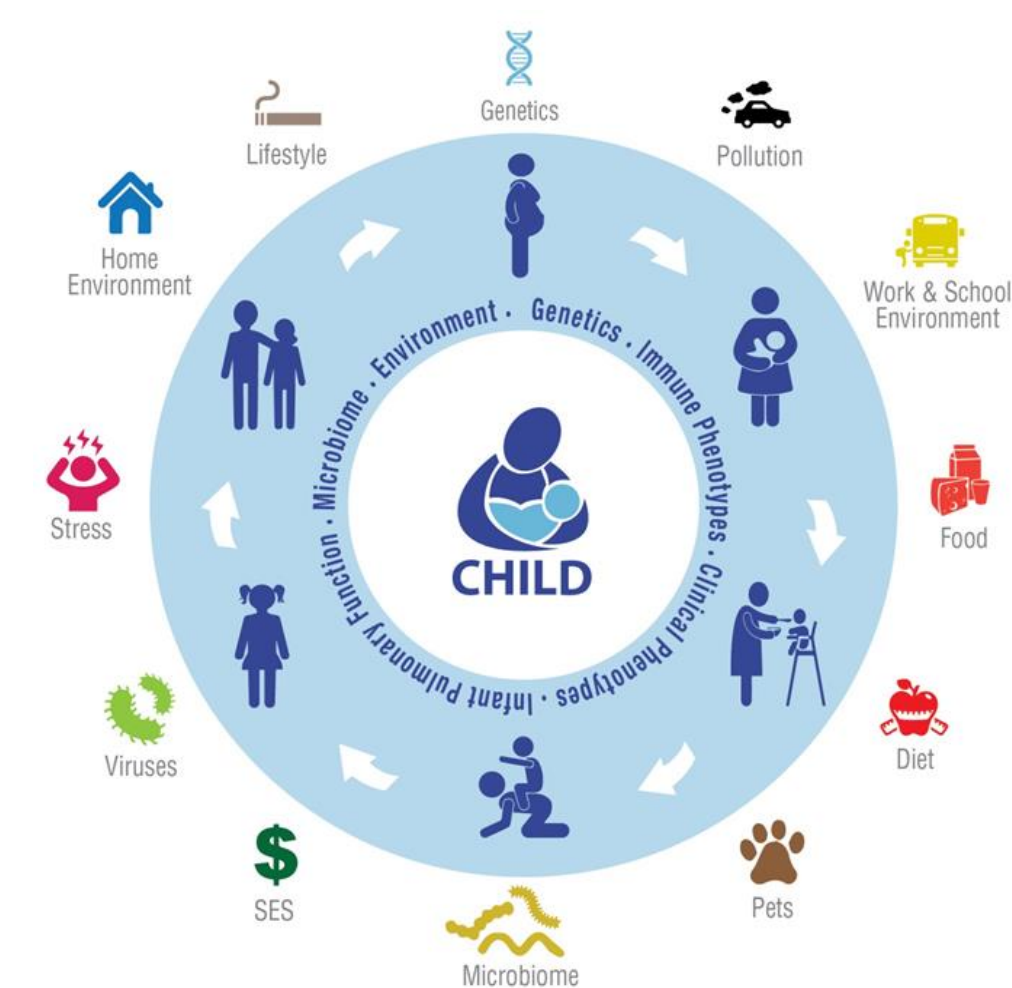 Genetics
Pollution
Work & School
Environment
Food
Diet
Pets
Microbiome
SES
Viruses
Stress
Home
Environment
Lifestyle
Genetics . Immune Phenotypes . Clinical Phenotypes . Infant Pulmonary Function . Microbiome . Environment .
CHILD